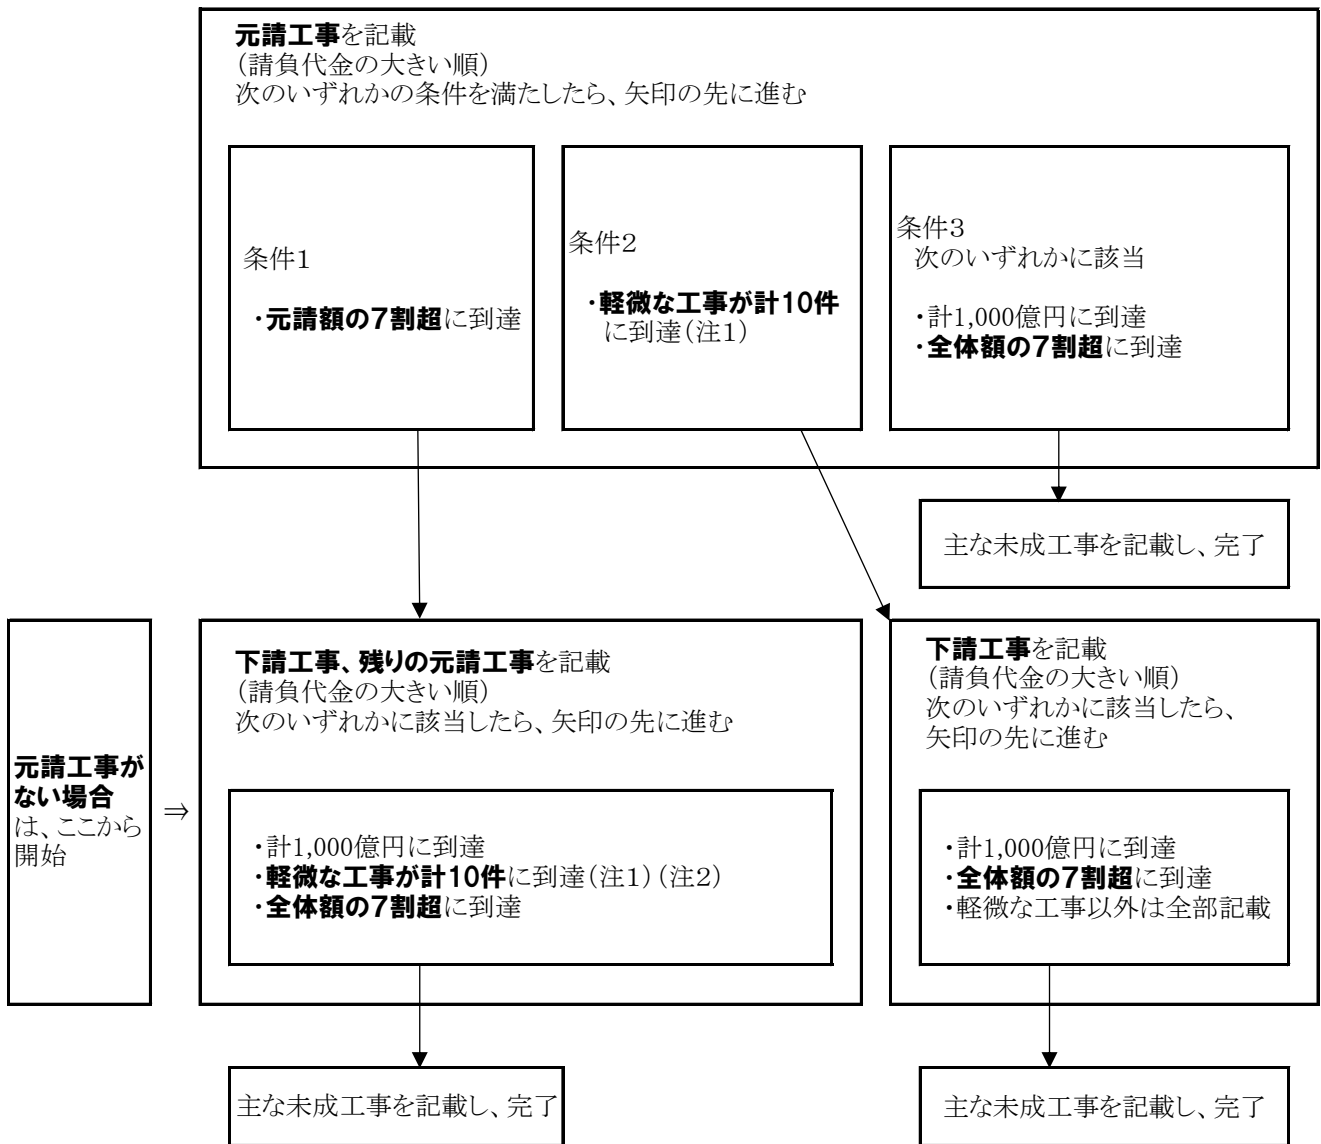 元請工事を記載
(請負代金の大きい順)
次のいずれかの条件を満たしたら、矢印の先に進む
条件1
・元請額の7割超に到達
条件2
・軽微な工事が計10件
に到達(注1)
条件3
次のいずれかに該当
・計1,000億円に到達
・全体額の7割超に到達
主な未成工事を記載し、完了
元請工事が
ない場合
は、ここから
開始
⇒
下請工事、残りの元請工事を記載
(請負代金の大きい順)
次のいずれかに該当したら、矢印の先に進む
・計1,000億円に到達
・軽微な工事が計10件に到達(注1)(注2)
・全体額の7割超に到達
下請工事を記載
(請負代金の大きい順)
次のいずれかに該当したら、
矢印の先に進む
・計1,000億円に到達
・全体額の7割超に到達
・軽微な工事以外は全部記載
主な未成工事を記載し、完了
主な未成工事を記載し、完了